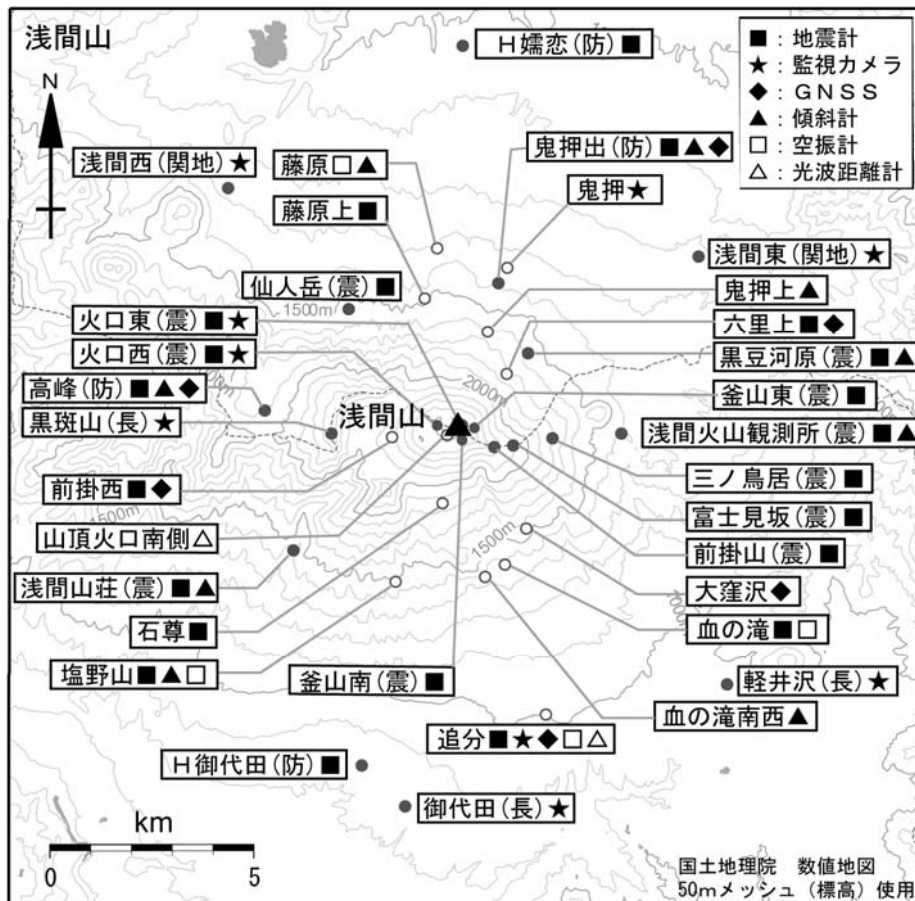 浅間山
N
H嬬恋(防)■
■:地震計
★:監視カメラ
◆:GNSS
▲:傾斜計
□:空振計
△:光波距離計
浅間西(関地)★
藤原□▲
鬼押出(防)■▲◆
鬼押★
藤原上■
浅間東(関地)★
仙人岳(震)■
1500m
鬼押上▲
火口東(震)■★
六里上■◆
火口西(震)■★
黒豆河原(震)■▲
2000m
高峰(防)■▲◆
釜山東(震)■
黒斑山(長)★
浅間山
浅間火山観測所(震)■▲
三ノ鳥居(震)■
前掛西■◆
富士見坂(震)■
1500m
山頂火口南側△
1500m
前掛山(震)■
浅間山荘(震)■▲
大窪沢◆
石尊■
血の滝■□
塩野山■▲□
釜山南(震)■
軽井沢(長)★
血の滝南西▲
追分■★◆□△
H御代田(防)■
御代田(長)★
km
0 5
国土地理院 数値地図
50mメッシュ(標高)使用